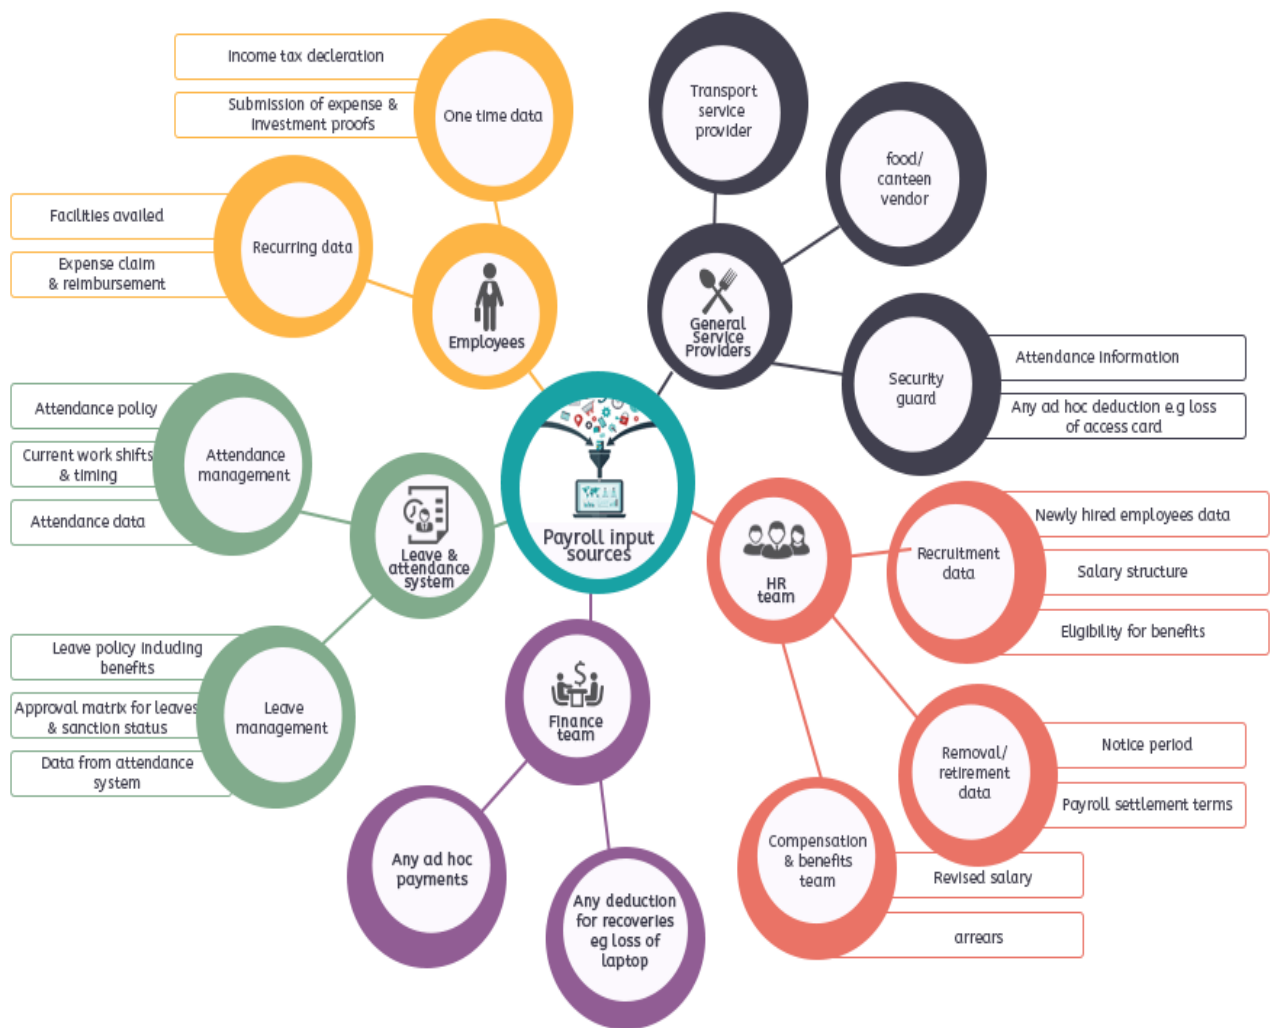 Income tax decleration
Submission of expense &
Investment proofs
One time data
Facilities availed
Expense claim
& reimbursement
Recurring data
Employees
Transport
service
provider
food/
canteen
vendor
General
Service
Providers
Security
guard
Attendance Information
Any ad hoc deduction e.g loss
of access card
Attendance policy
Current work shifts
& timing
Attendance data
Attendance
management
Leave &
attendance
system
Leave policy including
benefits
Approval matrix for leaves
& sanction status
Data from attendance
system
Leave
management
Payroll input
sources
HR
team
Recruitment
data
Newly hired employees data
Salary structure
Eligibility for benefits
Removal/
retirement
data
Notice period
Payroll settlement terms
Compensation
& benefits
team
Revised salary
arrears
Finance
team
Any ad hoc
payments
Any deduction
for recoveries
eg loss of
laptop